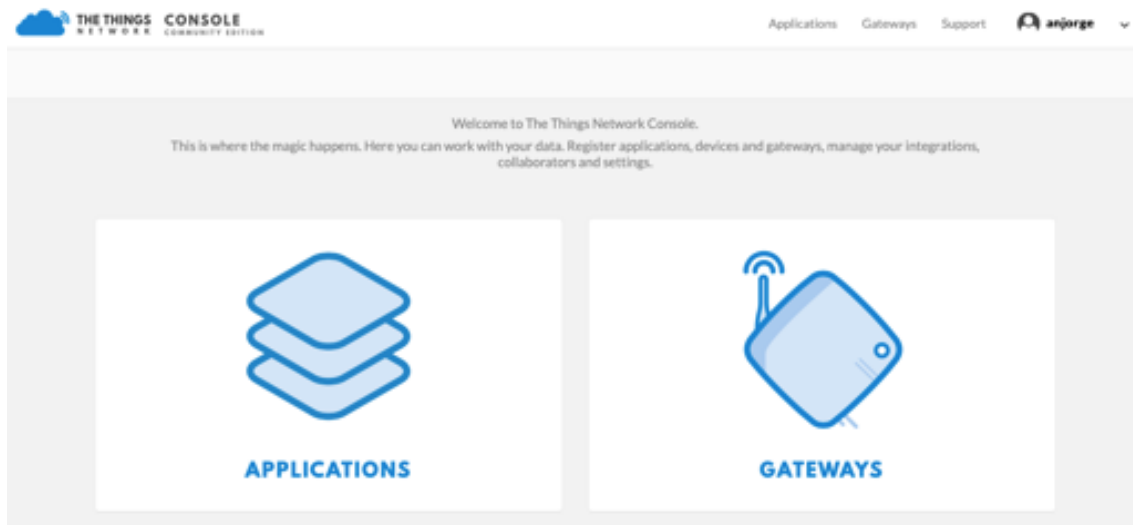 THE THINGS NETWORK CONSOLE COMMUNITY EDITION
Applications Gateways Support anjorge
Welcome to The Things Network Console.
This is where the magic happens. Here you can work with your data. Register applications, devices and gateways, manage your integrations,
collaborators and settings.
APPLICATIONS GATEWAYS